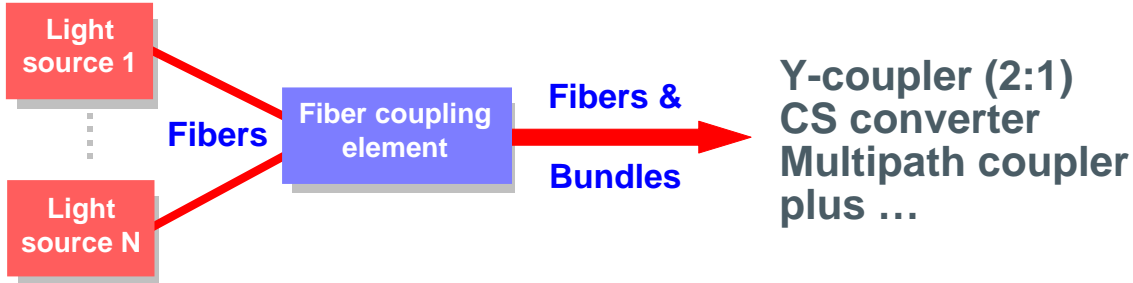 Light
source 1
Fibers
Light
source N
Fiber coupling
element
Fibers &
Bundles
Y-coupler (2:1)
CS converter
Multipath coupler
plus …